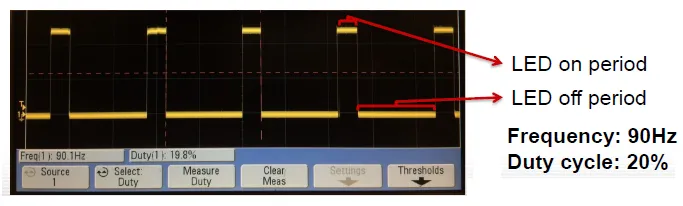 LED on period
LED off period
Frequency: 90Hz
Duty cycle: 20%
Freq(1): 90.1Hz
Duty(1): 19.8%
Source
1
Select:
Duty
Measure
Duty
Clear
Meas
Settings
Thresholds